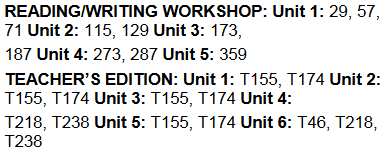 READING/WRITING WORKSHOP: Unit 1: 29, 57,
71 Unit 2: 115, 129 Unit 3: 173,
187 Unit 4: 273, 287 Unit 5: 359
TEACHER’S EDITION: Unit 1: T155, T174 Unit 2:
T155, T174 Unit 3: T155, T174 Unit 4:
T218, T238 Unit 5: T155, T174 Unit 6: T46, T218,
T238